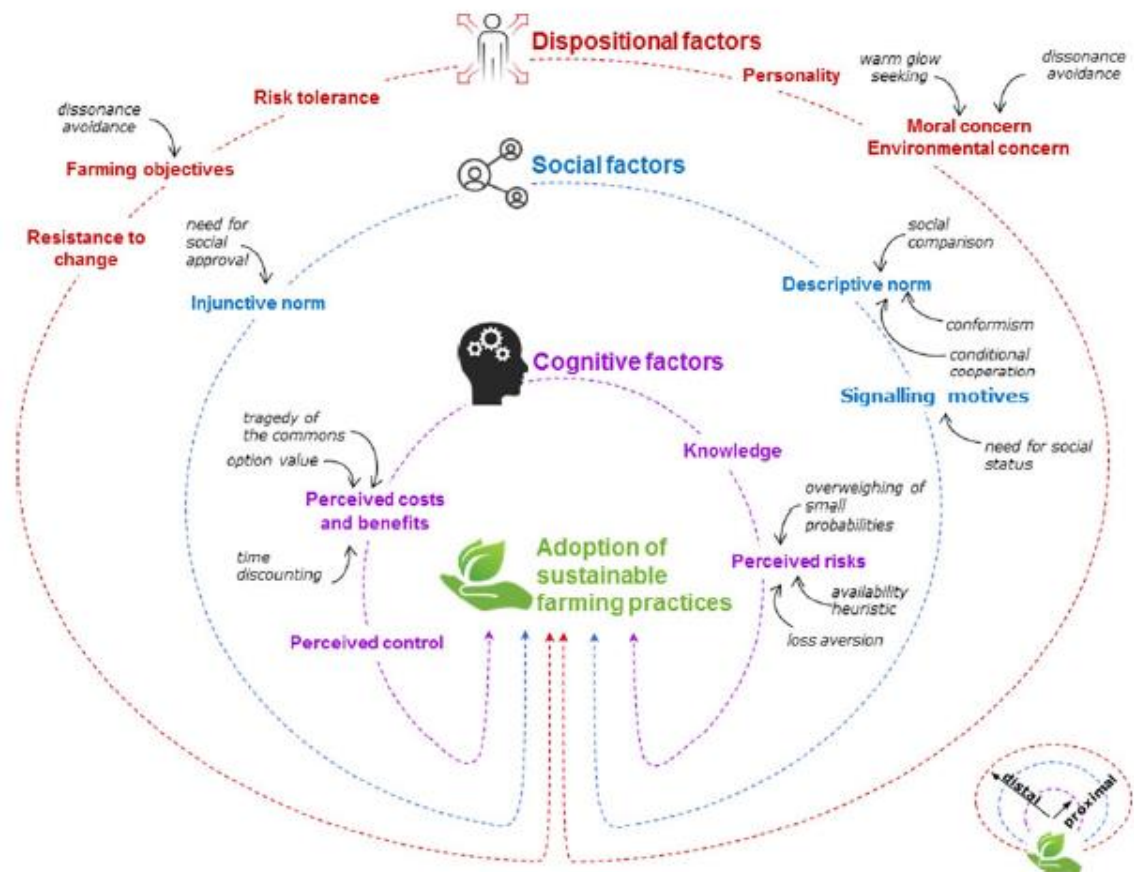 Dispositional factors
warm glow
seeking
dissonance
avoidance
Personality
Risk tolerance
dissonance
avoidance
Moral concern
Environmental concern
Farming objectives
Social factors
Resistance to
change
need for
social
approval
social
comparison
Injunctive norm
Descriptive norm
conformism
conditional
cooperation
Cognitive factors
Signalling motives
tragedy of
the commons
option value
Knowledge
need for social
status
Perceived costs
and benefits
overweighing of
small
probabilities
time
discounting
Adoption of
sustainable
farming practices
Perceived risks
availability
heuristic
loss aversion
Perceived control
distal
proximal